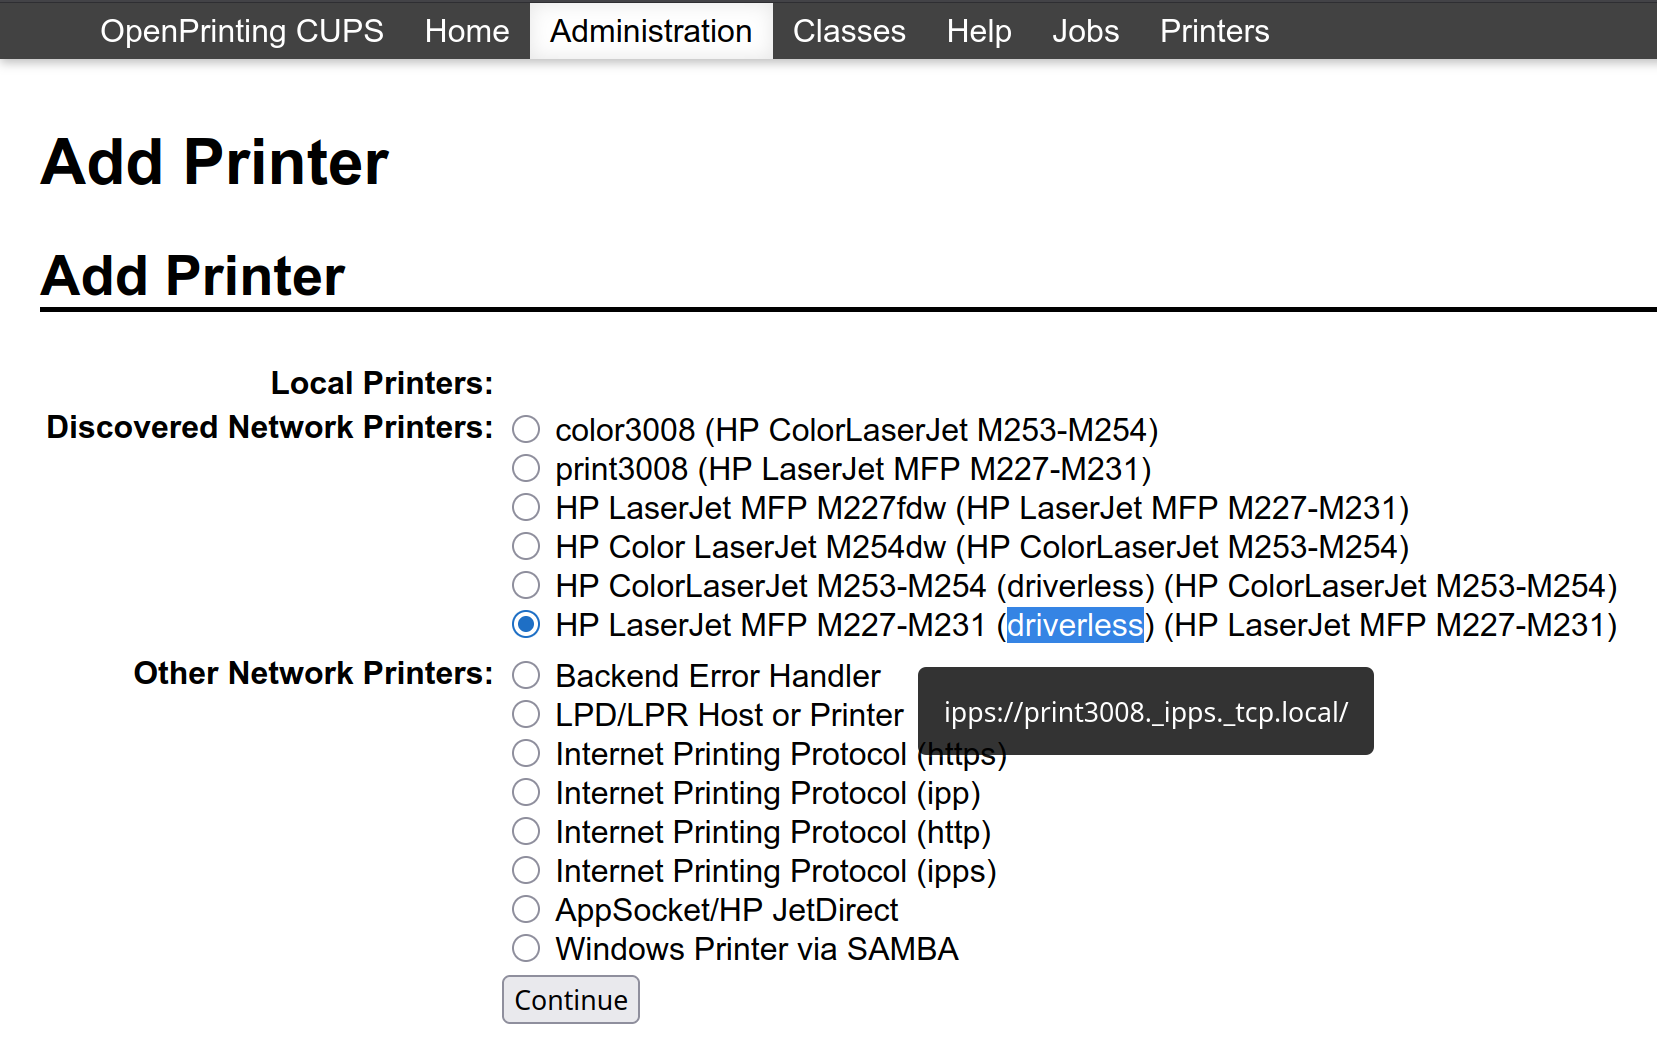 OpenPrinting CUPS Home Administration Classes Help Jobs Printers
Add Printer
Add Printer
Local Printers:
Discovered Network Printers: color3008 (HP ColorLaserJet M253-M254)
print3008 (HP LaserJet MFP M227-M231)
HP LaserJet MFP M227fdw (HP LaserJet MFP M227-M231)
HP Color LaserJet M254dw (HP ColorLaserJet M253-M254)
HP ColorLaserJet M253-M254 (driverless) (HP ColorLaserJet M253-M254)
HP LaserJet MFP M227-M231 (driverless) (HP LaserJet MFP M227-M231)
Other Network Printers: Backend Error Handler
LPD/LPR Host or Printer
ipps://print3008._ipps._tcp.local/
Internet Printing Protocol (https)
Internet Printing Protocol (ipp)
Internet Printing Protocol (http)
Internet Printing Protocol (ipps)
AppSocket/HP JetDirect
Windows Printer via SAMBA
Continue